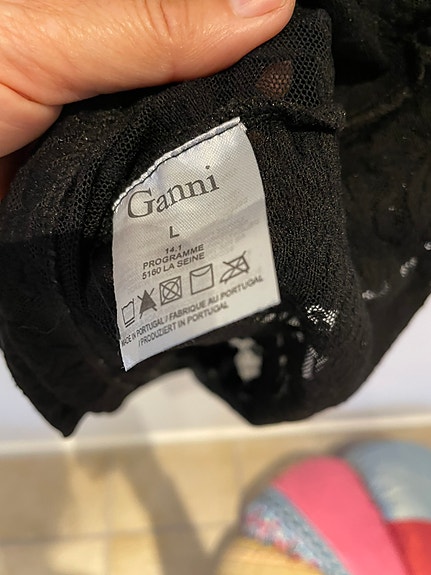 Ganni
L
14.1
PROGRAMME
5160 LA SEINE
MADE IN PORTUGAL / FABRIQUE AU PORTUGAL
/ PRODUZIERT IN PORTUGAL